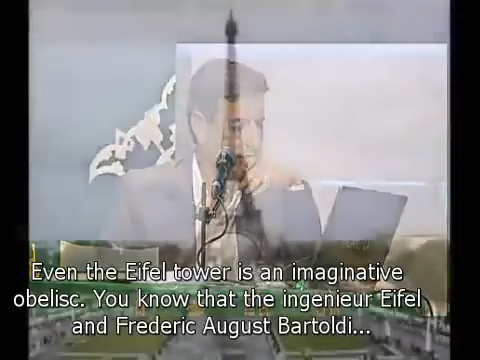 Even the Eifel tower is an imaginative
obelisc. You know that the ingenieur Eifel
and Frederic August Bartoldi...